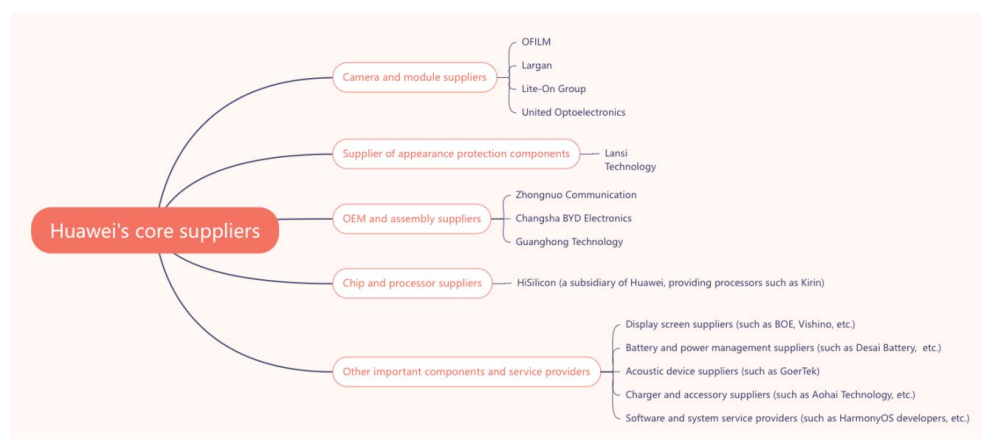 Huawei's core suppliers
Camera and module suppliers
OFILM
Largan
Lite-On Group
United Optoelectronics
Supplier of appearance protection components
Lansi
Technology
OEM and assembly suppliers
Zhongnuo Communication
Changsha BYD Electronics
Guanghong Technology
Chip and processor suppliers
HiSilicon (a subsidiary of Huawei, providing processors such as Kirin)
Other important components and service providers
Display screen suppliers (such as BOE, Vishino, etc.)
Battery and power management suppliers (such as Desai Battery,  etc.)
Acoustic device suppliers (such as GoerTek)
Charger and accessory suppliers (such as Aohai Technology, etc.)
Software and system service providers (such as HarmonyOS developers, etc.)